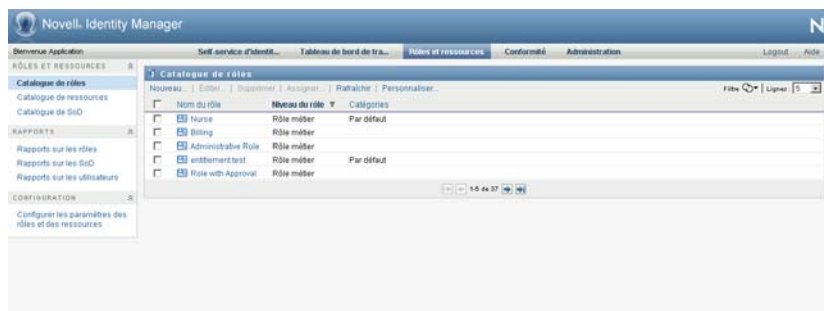 Novell® Identity Manager
N
Bienvenue Application
Self-service d'identit... Tableau de bord de tra... Rôles et ressources Conformité Administration Logout Aide
RÔLES ET RESSOURCES
Catalogue de rôles
Catalogue de ressources
Catalogue de SoD
RAPPORTS
Rapports sur les rôles
Rapports sur les SoD
Rapports sur les utilisateurs
CONFIGURATION
Configurer les paramètres des
rôles et des ressources
Catalogue de rôles
Nouveau... | Éditer... | Supprimer | Assigner... | Rafraîchir | Personnaliser...
Filtre | Lignes: 5
Nom du rôle Niveau du rôle Catégories
Nurse Rôle métier Par défaut
Billing Rôle métier
Administrative Role Rôle métier
entitlement test Rôle métier Par défaut
Role with Approval Rôle métier
1-5 de 37